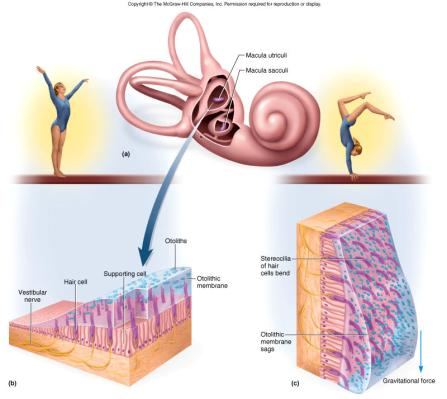 Copyright © The McGraw-Hill Companies, Inc. Permission required for reproduction or display.
Macula utriculi
Macula sacculi
(a)
Otoliths
Supporting cell
Hair cell
Otolithic
membrane
Vestibular
nerve
(b)
Stereocilia
of hair
cells bend
Otolithic
membrane
sags
Gravitational force
(c)